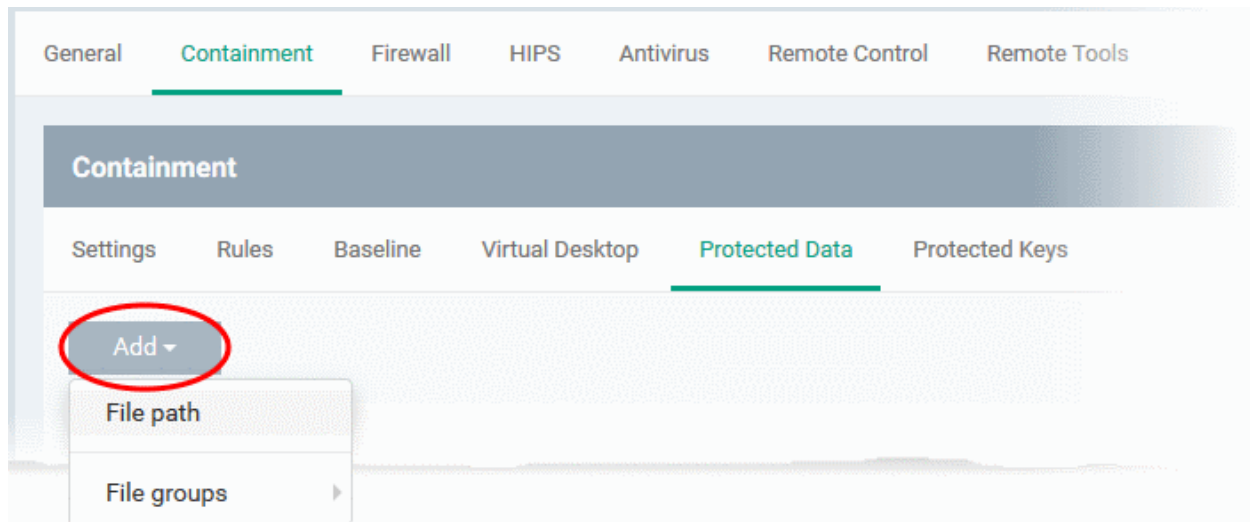 General Containment Firewall HIPS Antivirus Remote Control Remote Tools
Containment
Settings Rules Baseline Virtual Desktop Protected Data Protected Keys
Add
File path
File groups